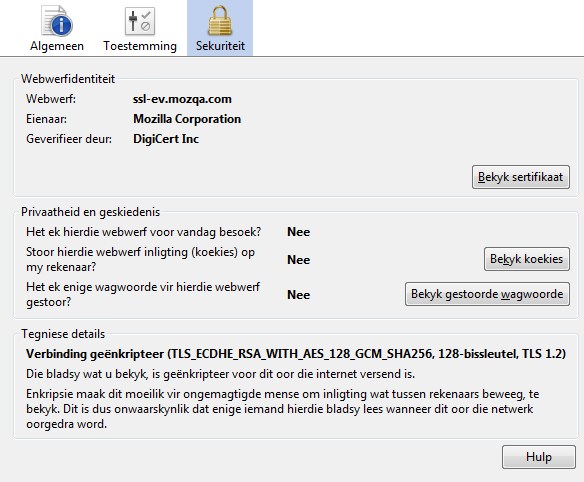 Algemeen
Toestemming
Sekuriteit
Webwerfidentiteit
Webwerf: ssl-ev.mozqa.com
Eienaar: Mozilla Corporation
Geverifieer deur: DigiCert Inc
Bekyk sertifikaat
Privaatheid en geskiedenis
Het ek hierdie webwerf voor vandag besoek? Nee
Stoor hierdie webwerf inligting (koekies) op
my rekenaar? Nee
Bekyk koekies
Het ek enige wagwoorde vir hierdie webwerf
gestoor? Nee
Bekyk gestoorde wagwoorde
Tegniese details
Verbinding geënkripteer (TLS_ECDHE_RSA_WITH_AES_128_GCM_SHA256, 128-bissleutel, TLS 1.2)
Die bladsy wat u bekyk, is geënkripteer voor dit oor die internet versend is.
Enkripsie maak dit moeilik vir ongemagtigde mense om inligting wat tussen rekenaars beweeg, te
bekyk. Dit is dus onwaarskynlik dat enige iemand hierdie bladsy lees wanneer dit oor die netwerk
oorgedra word.
Hulp